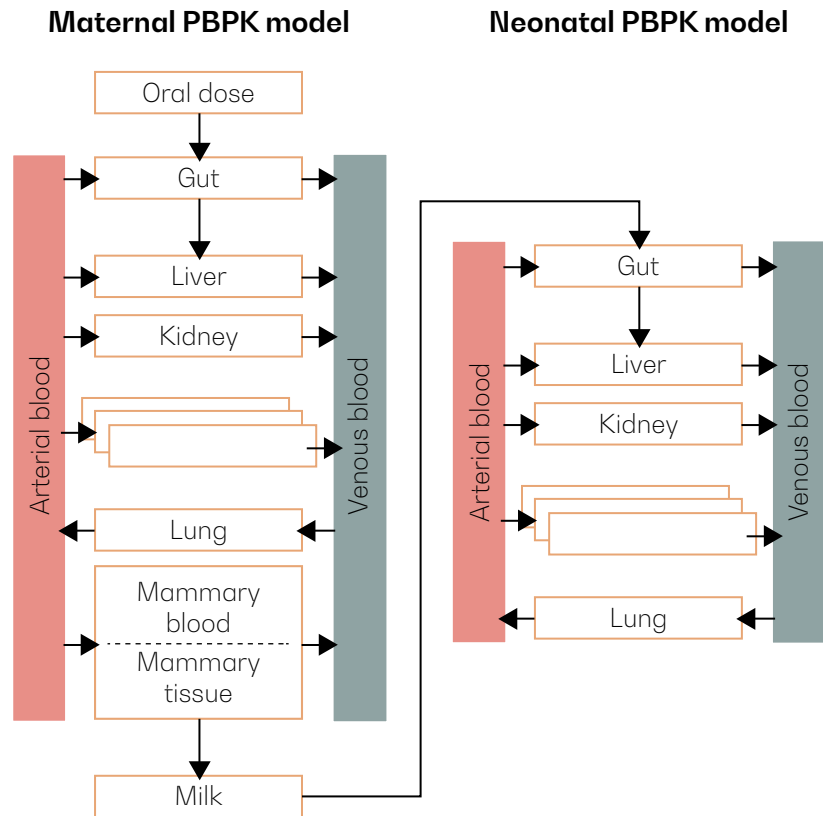 Maternal PBPK model
Oral dose
Gut
Liver
Kidney
Lung
Mammary
blood
Mammary
tissue
Milk
Arterial blood
Venous blood
Neonatal PBPK model
Gut
Liver
Kidney
Lung
Arterial blood
Venous blood